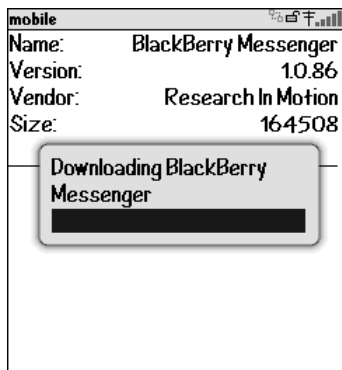 mobile
Name: BlackBerry Messenger
Version: 1.0.86
Vendor: Research In Motion
Size: 164508
Downloading BlackBerry
Messenger